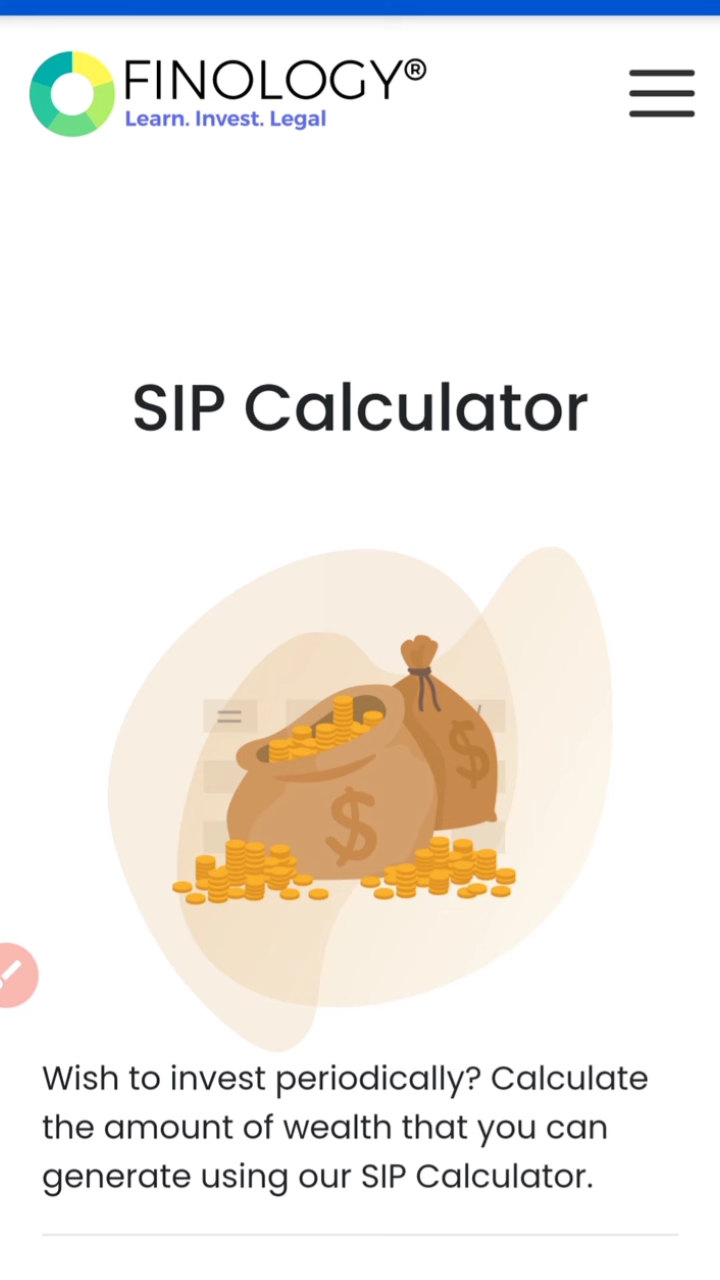 FINOLOGY®
Learn. Invest. Legal
SIP Calculator
=
$
$
Wish to invest periodically? Calculate
the amount of wealth that you can
generate using our SIP Calculator.